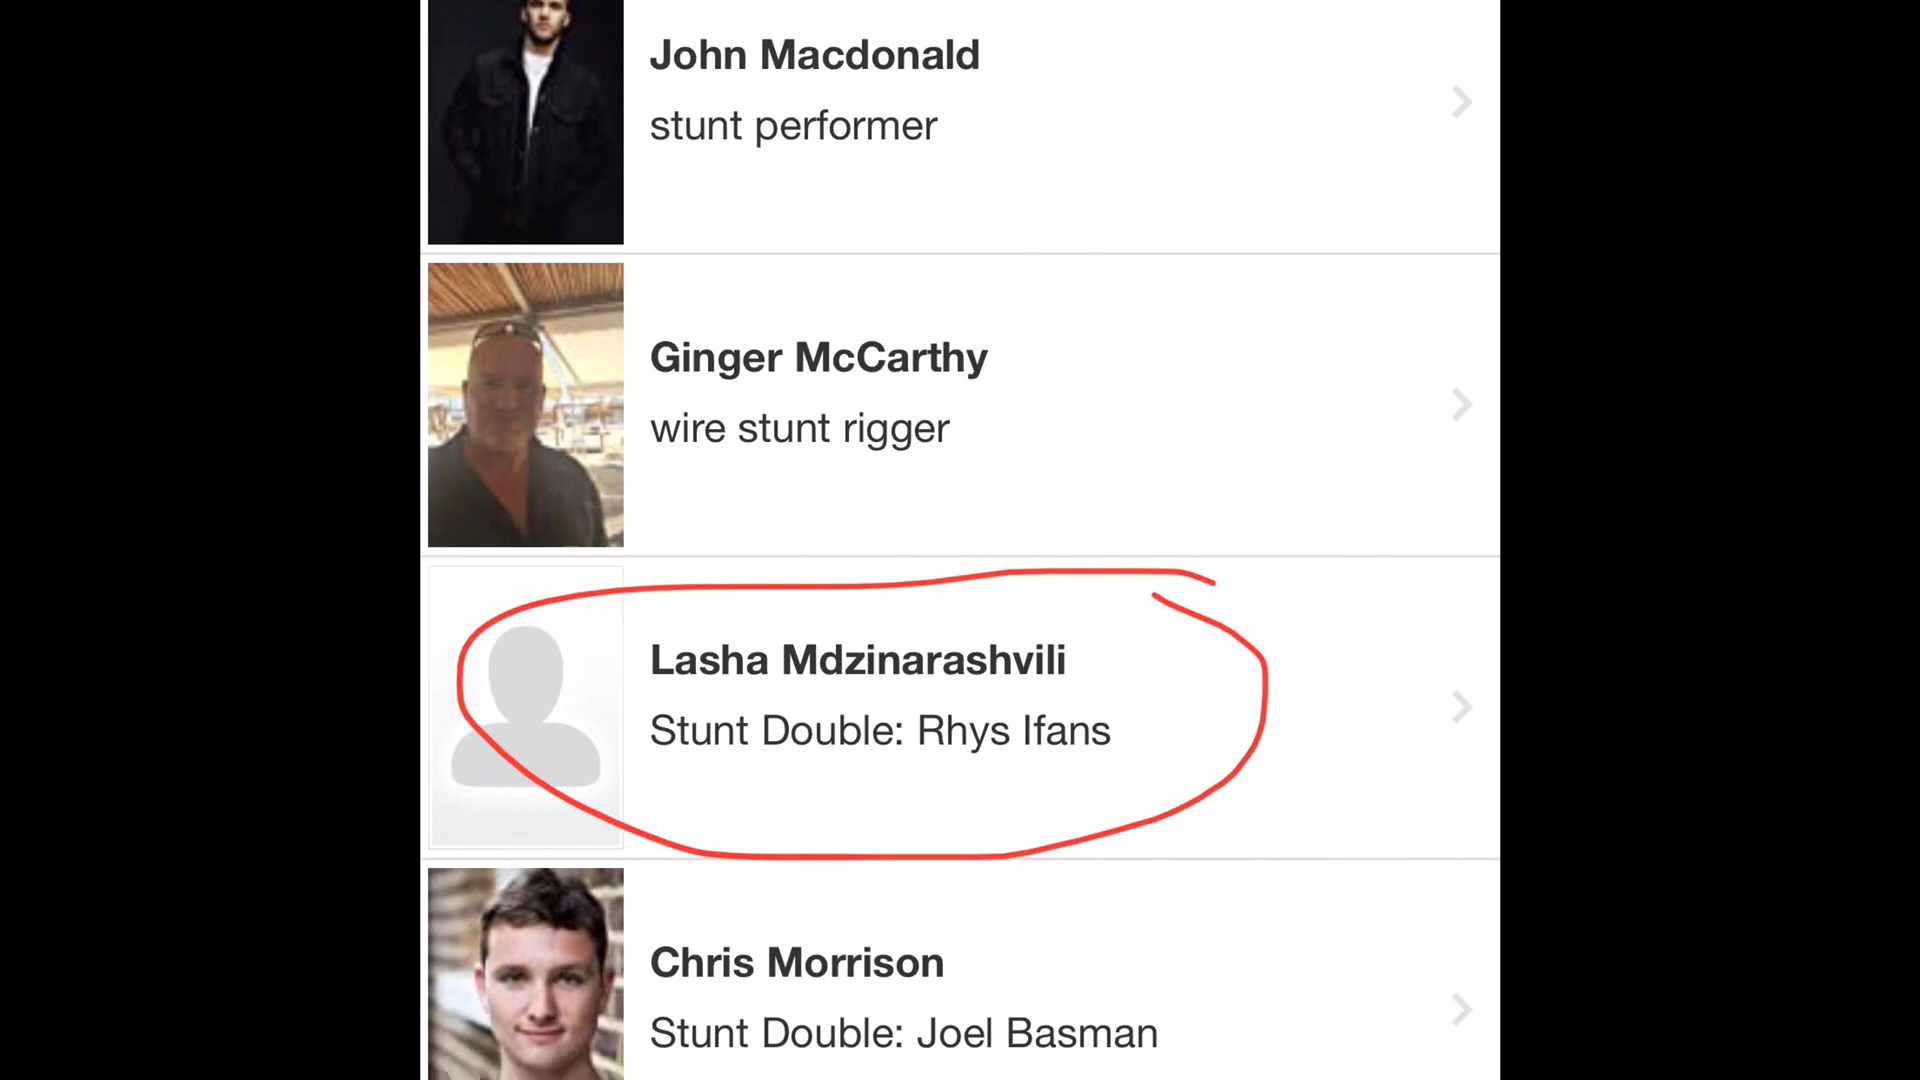 John Macdonald
stunt performer
Ginger McCarthy
wire stunt rigger
Lasha Mdzinarashvili
Stunt Double: Rhys Ifans
Chris Morrison
Stunt Double: Joel Basman